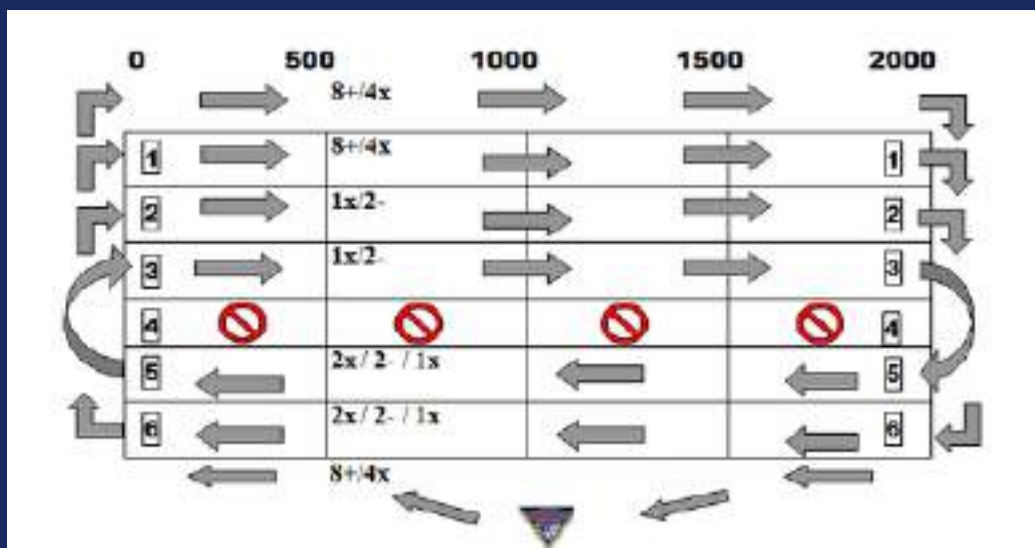 0 500 1000 1500 2000
8+/4x
1 8+/4x 1
2 1x/2- 2
3 1x/2- 3
4 4
5 2x / 2- / 1x 5
6 2x / 2- / 1x 6
8+/4x